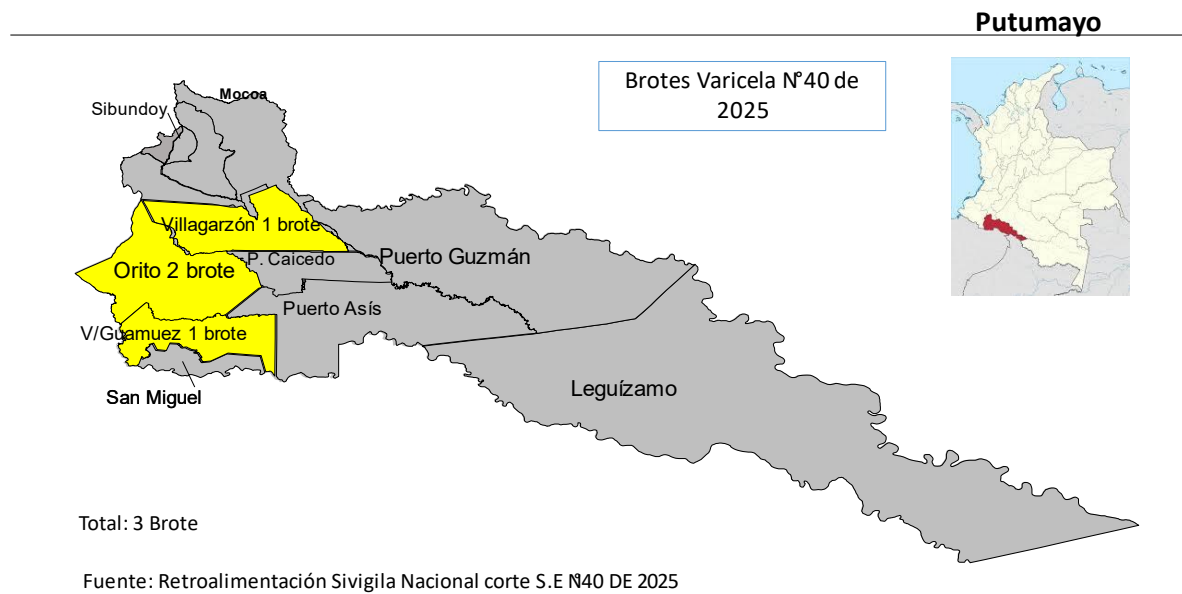 Putumayo
Brotes Varicela N°40 de
2025
Mocoa
Sibundoy
Villagarzón 1 brote
P. Caicedo
Puerto Guzmán
Orito 2 brote
Puerto Asís
V/Guamuez 1 brote
San Miguel
Leguízamo
Total: 3 Brote
Fuente: Retroalimentación Sivigila Nacional corte S.E N°40 DE 2025